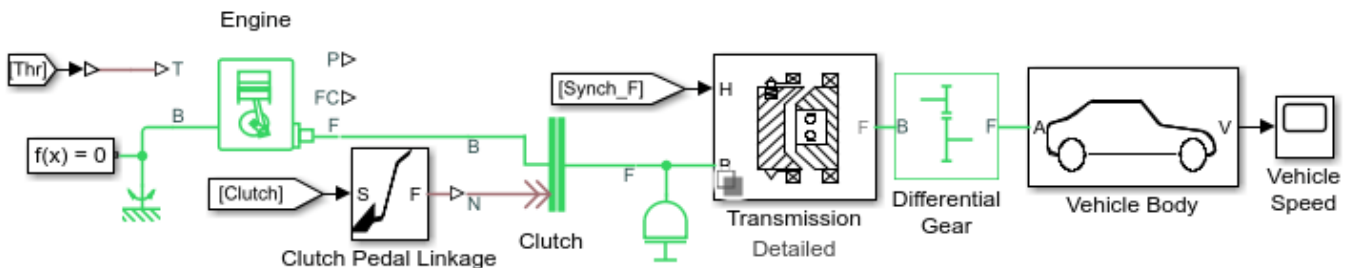 Engine
[Thr]
T
P
FC
B
F
f(x) = 0
B
[Clutch]
S
F
N
Clutch Pedal Linkage
Clutch
F
[Synch_F]
H
F
Transmission
Detailed
B
F
Differential
Gear
A
V
Vehicle Body
Vehicle
Speed